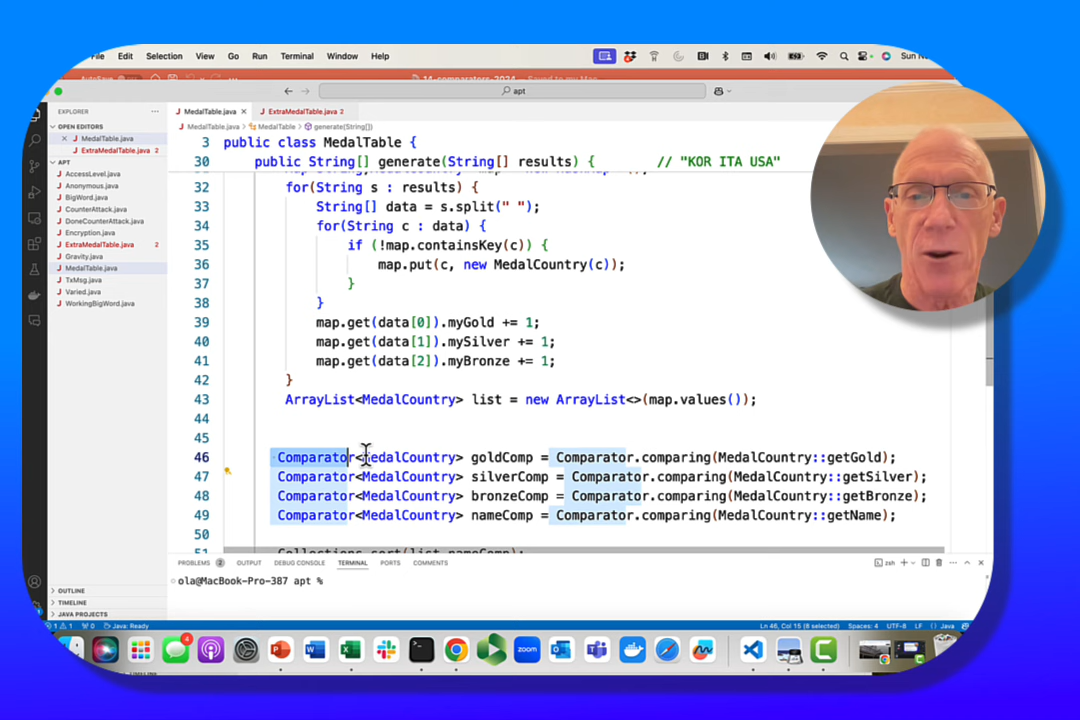 File Edit Selection View Go Run Terminal Window Help
apt
EXPLORER
OPEN EDITORS
MedalTable.java
ExtraMedalTable.java 2
APT
AccessLevel.java
Anonymous.java
BigWord.java
CounterAttack.java
DoneCounterAttack.java
Encryption.java
ExtraMedalTable.java 2
Gravity.java
MedalTable.java
TxMsg.java
Varied.java
WorkingBigWord.java
OUTLINE
TIMELINE
JAVA PROJECTS
MedalTable.java ExtraMedalTable.java 2
MedalTable.java > MedalTable > generate(String[])
3 public class MedalTable {
30 public String[] generate(String[] results) { // "KOR ITA USA"
32 for(String s : results) {
33 String[] data = s.split(" ");
34 for(String c : data) {
35 if (!map.containsKey(c)) {
36 map.put(c, new MedalCountry(c));
37 }
38 }
39 map.get(data[0]).myGold += 1;
40 map.get(data[1]).mySilver += 1;
41 map.get(data[2]).myBronze += 1;
42 }
43 ArrayList<MedalCountry> list = new ArrayList<>(map.values());
44
45
46 Comparator<MedalCountry> goldComp = Comparator.comparing(MedalCountry::getGold);
47 Comparator<MedalCountry> silverComp = Comparator.comparing(MedalCountry::getSilver);
48 Comparator<MedalCountry> bronzeComp = Comparator.comparing(MedalCountry::getBronze);
49 Comparator<MedalCountry> nameComp = Comparator.comparing(MedalCountry::getName);
50
PROBLEMS 2 OUTPUT DEBUG CONSOLE TERMINAL PORTS COMMENTS
zsh
ola@MacBook-Pro-387 apt %
Java: Ready Ln 46, Col 15 (8 selected) Spaces: 4 UTF-8 LF {} Java
zoom
4